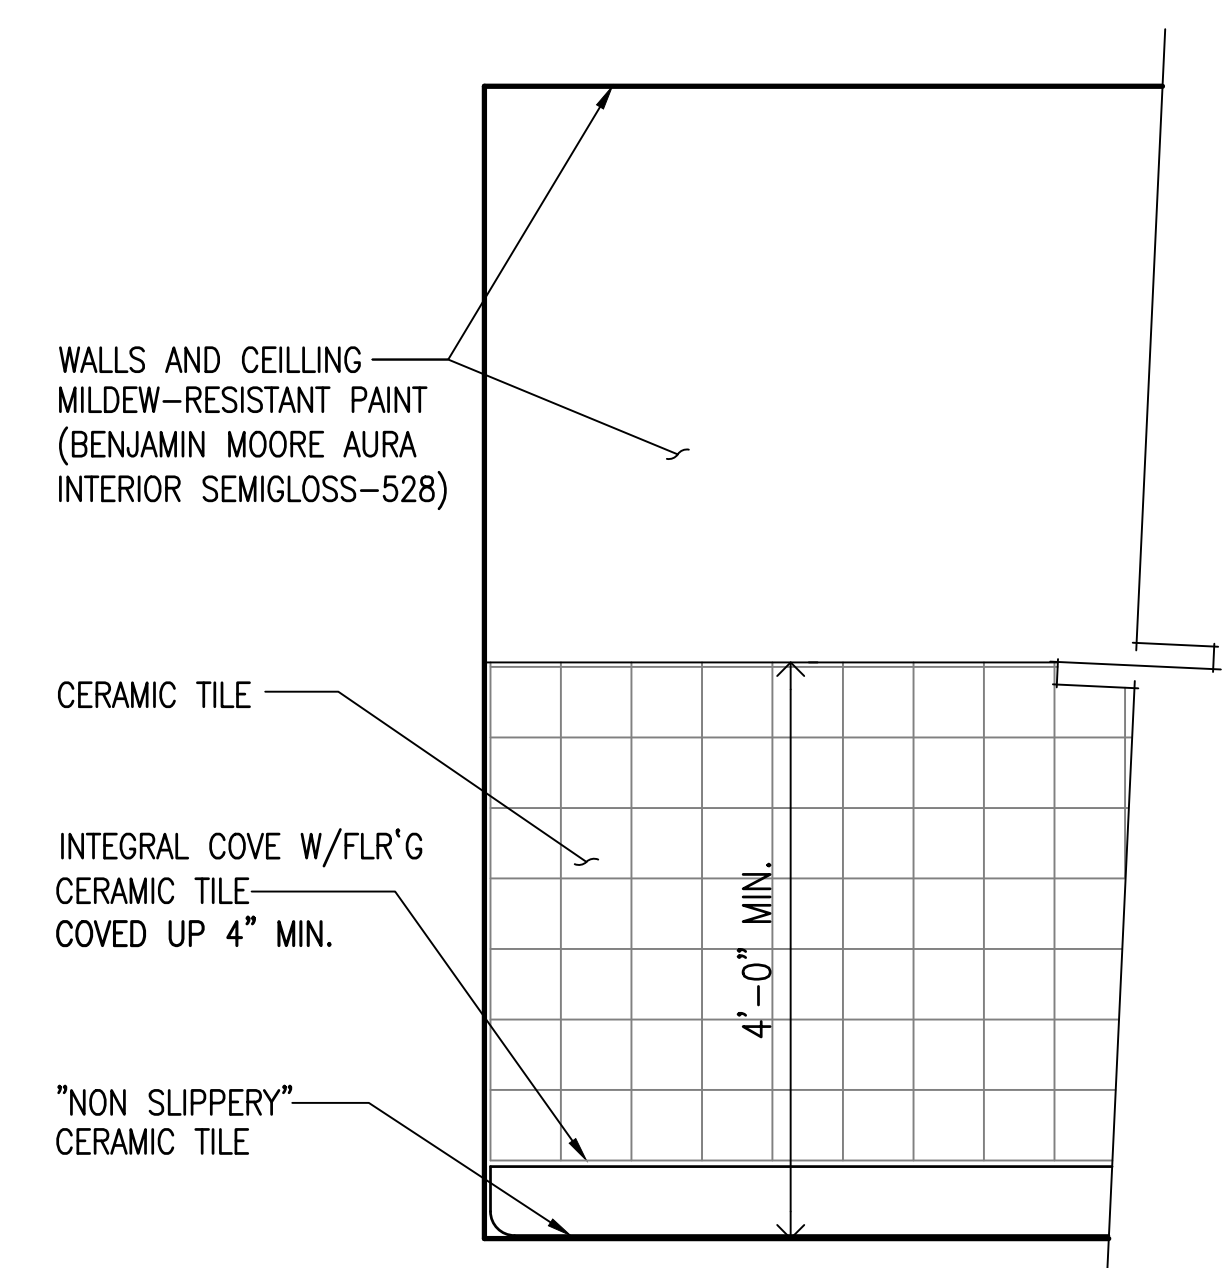 WALLS AND CEILLING
MILDEW-RESISTANT PAINT
(BENJAMIN MOORE AURA
INTERIOR SEMIGLOSS-528)
CERAMIC TILE
INTEGRAL COVE W/FLR'G
CERAMIC TILE
COVED UP 4" MIN.
4'-0" MIN.
"NON SLIPPERY"
CERAMIC TILE